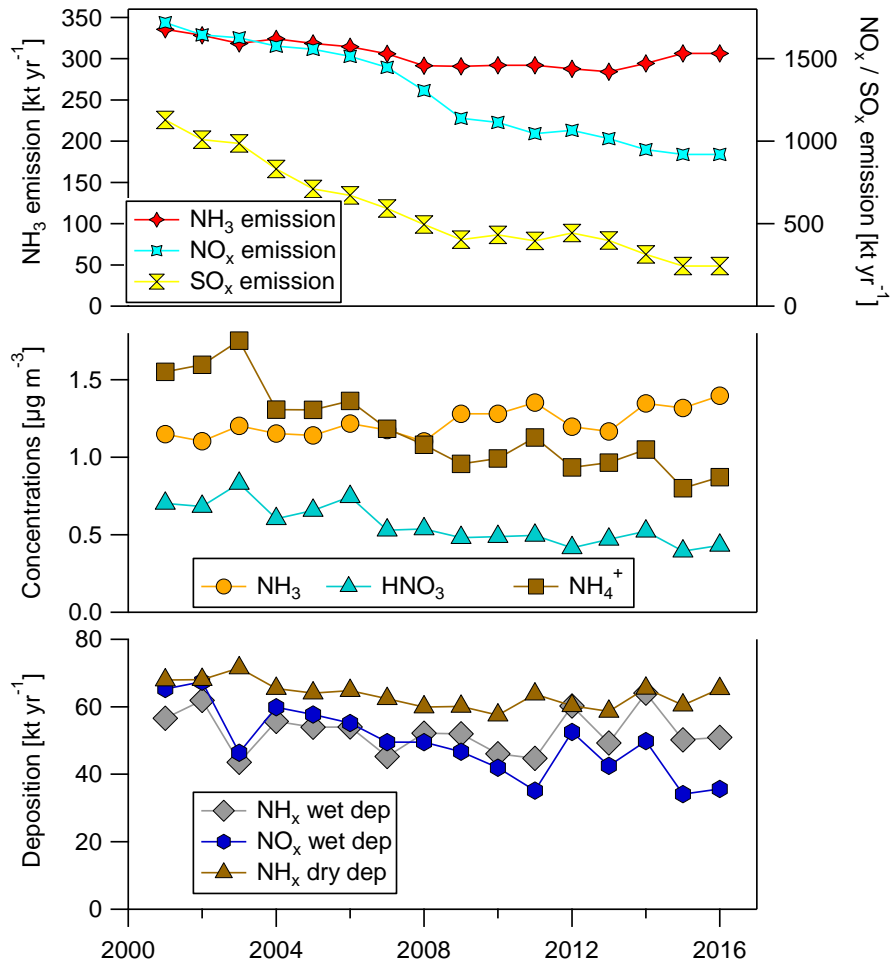 350
300
250
200
150
100
50
0
NH₃ emission [kt yr⁻¹]
1500
1000
500
0
NOₓ / SOₓ emission [kt yr⁻¹]
NH₃ emission
NOₓ emission
SOₓ emission
1.5
1.0
0.5
0.0
Concentrations [µg m⁻³]
NH₃ HNO₃ NH₄⁺
80
60
40
20
0
Deposition [kt yr⁻¹]
NHₓ wet dep
NOₓ wet dep
NHₓ dry dep
2000 2004 2008 2012 2016